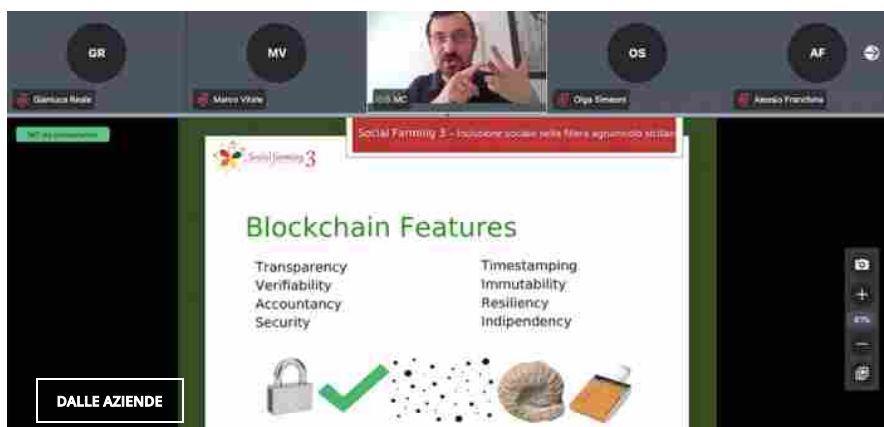 GR
MV
OS
AF
Gianluca Reale
Marco Vitale
MC
Olga Simeoni
Alessio Franchina
Social Farming 3 - Inclusione sociale nella filiera agrumicola siciliana
Social farming 3
Blockchain Features
Transparency
Verifiability
Accountancy
Security
Timestamping
Immutability
Resiliency
Indipendency
DALLE AZIENDE